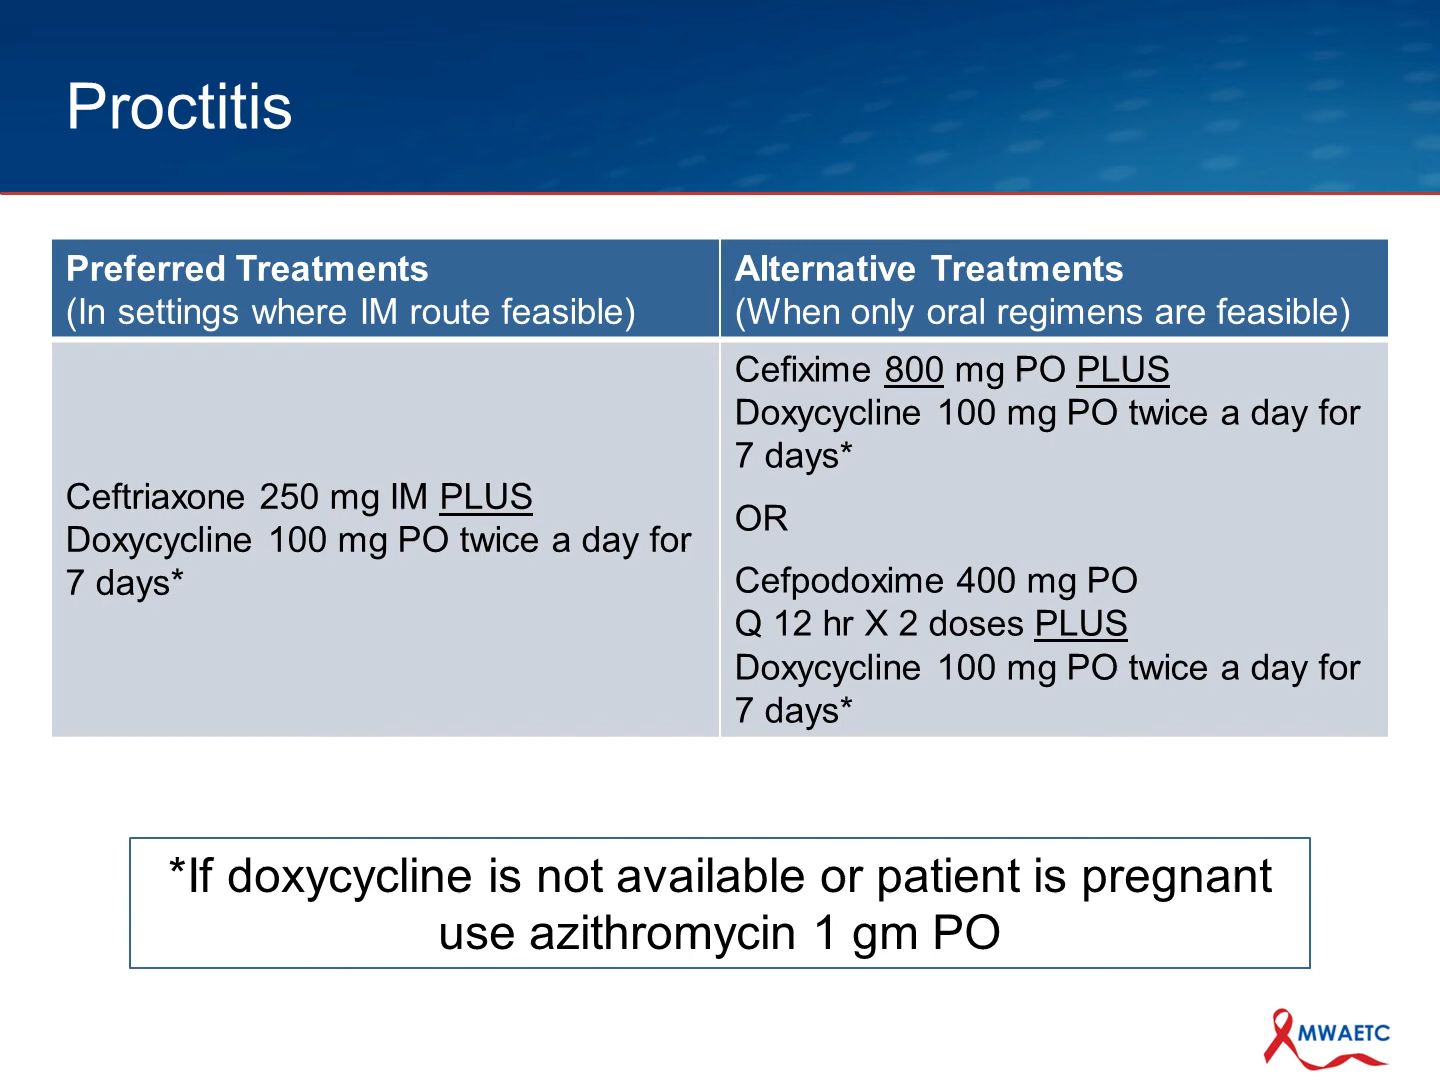 Proctitis
Preferred Treatments
(In settings where IM route feasible)
Alternative Treatments
(When only oral regimens are feasible)
Ceftriaxone 250 mg IM PLUS
Doxycycline 100 mg PO twice a day for
7 days*
Cefixime 800 mg PO PLUS
Doxycycline 100 mg PO twice a day for
7 days*
OR
Cefpodoxime 400 mg PO
Q 12 hr X 2 doses PLUS
Doxycycline 100 mg PO twice a day for
7 days*
*If doxycycline is not available or patient is pregnant
use azithromycin 1 gm PO
MWAETC